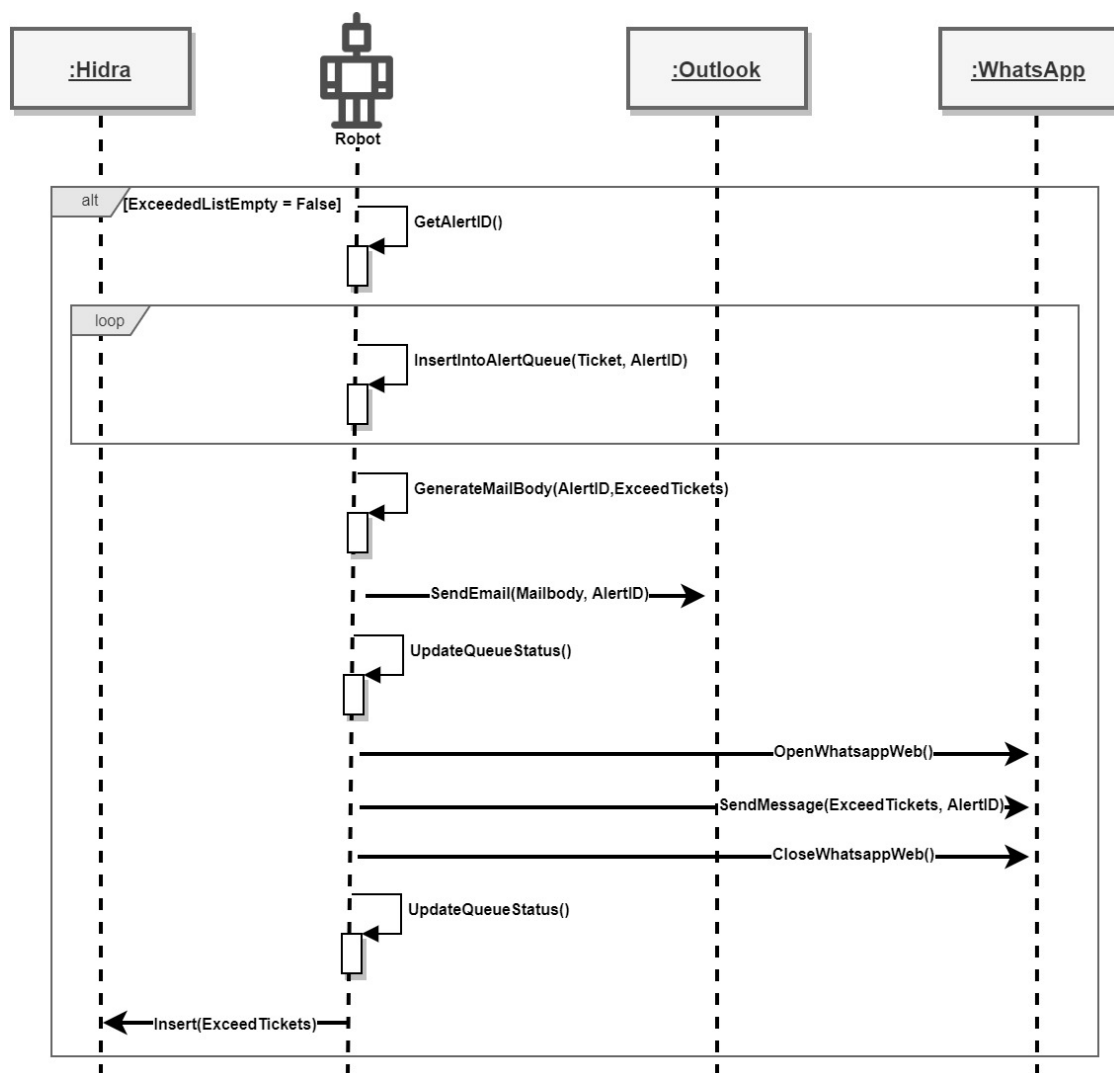 :Hidra
Robot
:Outlook
:WhatsApp
alt
[ExceededListEmpty = False]
GetAlertID()
loop
InsertIntoAlertQueue(Ticket, AlertID)
GenerateMailBody(AlertID,ExceedTickets)
SendEmail(Mailbody, AlertID)
UpdateQueueStatus()
OpenWhatsappWeb()
SendMessage(ExceedTickets, AlertID)
CloseWhatsappWeb()
UpdateQueueStatus()
Insert(ExceedTickets)